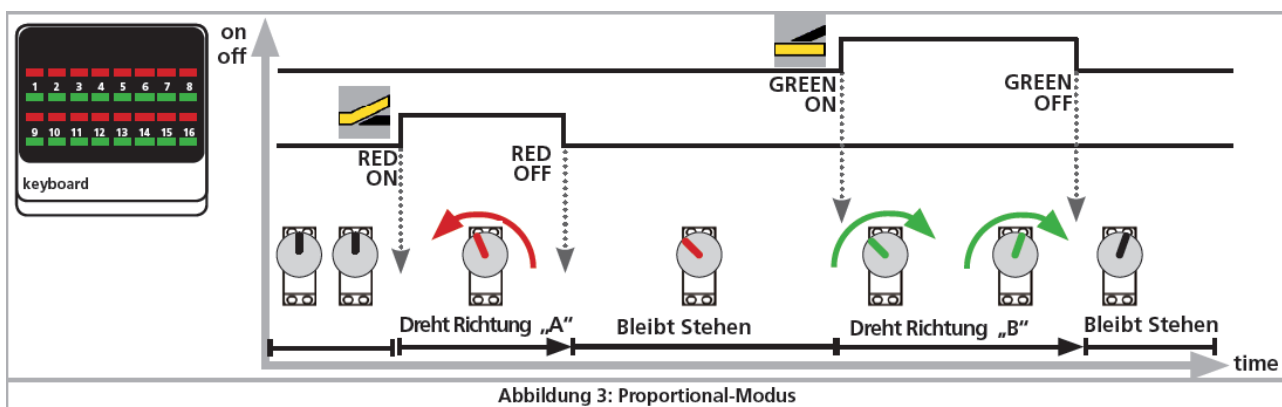 on
off
1 2 3 4 5 6 7 8
9 10 11 12 13 14 15 16
keyboard
RED
ON
RED
OFF
GREEN
ON
GREEN
OFF
Dreht Richtung „A“
Bleibt Stehen
Dreht Richtung „B“
Bleibt Stehen
time
Abbildung 3: Proportional-Modus